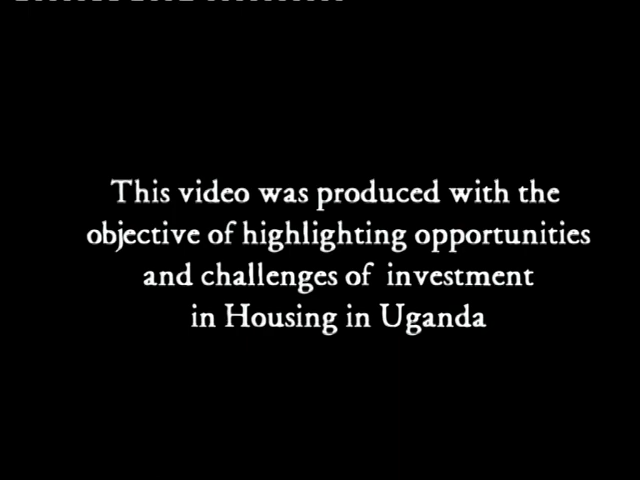 This video was produced with the
objective of highlighting opportunities
and challenges of investment
in Housing in Uganda